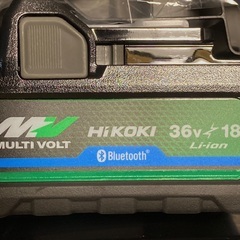 MV HiKOKI 36V⚡18
MULTI VOLT Li-ion
Bluetooth®